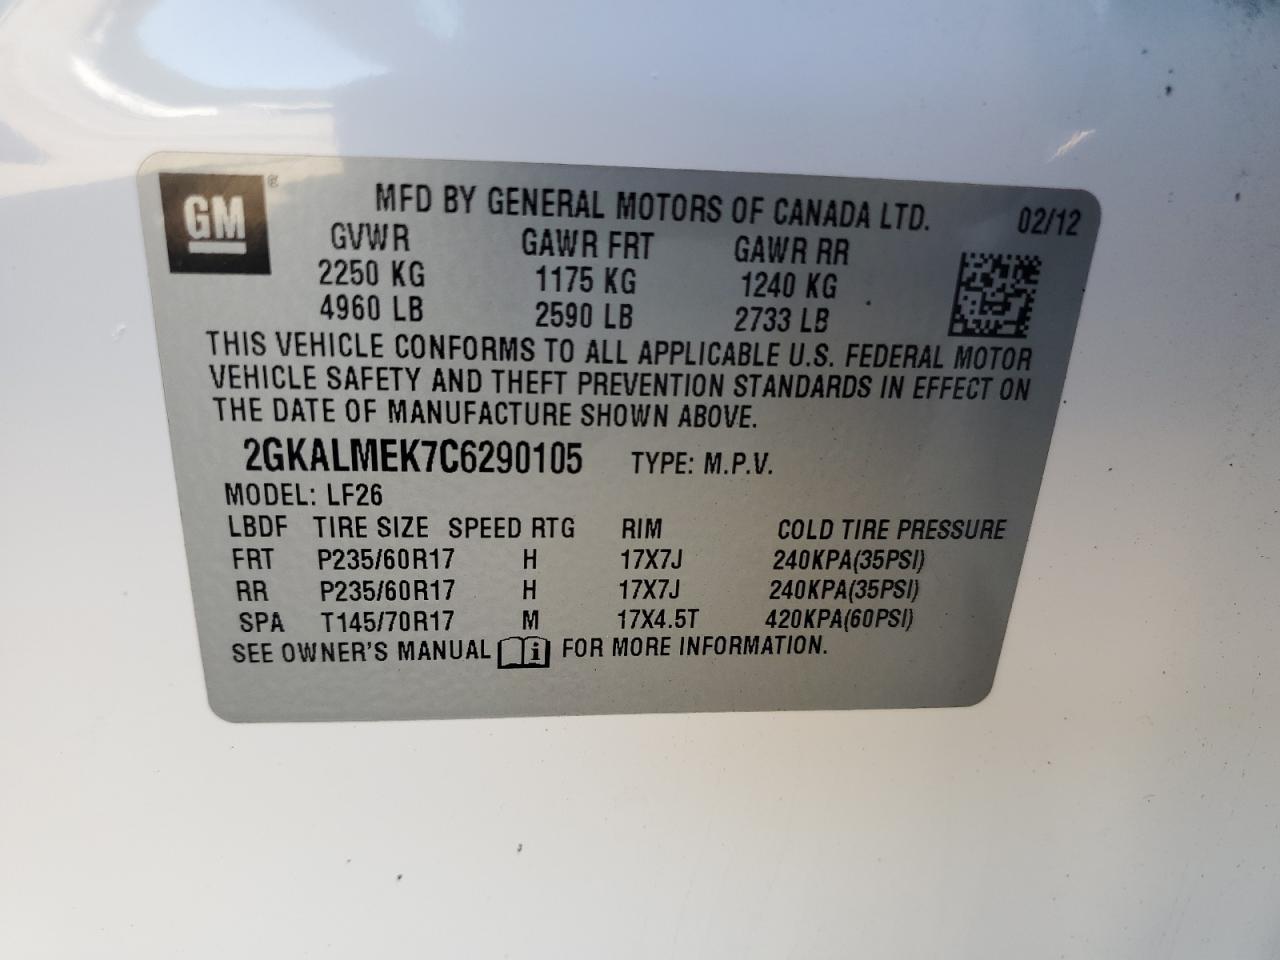 GM ®
MFD BY GENERAL MOTORS OF CANADA LTD. 02/12
GVWR GAWR FRT GAWR RR
2250 KG 1175 KG 1240 KG
4960 LB 2590 LB 2733 LB
THIS VEHICLE CONFORMS TO ALL APPLICABLE U.S. FEDERAL MOTOR
VEHICLE SAFETY AND THEFT PREVENTION STANDARDS IN EFFECT ON
THE DATE OF MANUFACTURE SHOWN ABOVE.
2GKALMEK7C6290105 TYPE: M.P.V.
MODEL: LF26
LBDF TIRE SIZE SPEED RTG RIM COLD TIRE PRESSURE
FRT P235/60R17 H 17X7J 240KPA(35PSI)
RR P235/60R17 H 17X7J 240KPA(35PSI)
SPA T145/70R17 M 17X4.5T 420KPA(60PSI)
SEE OWNER'S MANUAL i FOR MORE INFORMATION.